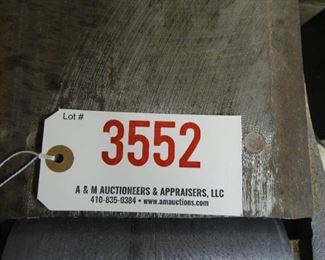 Lot #
3552
A & M AUCTIONEERS & APPRAISERS, LLC
410-835-0384 • www.amauctions.com